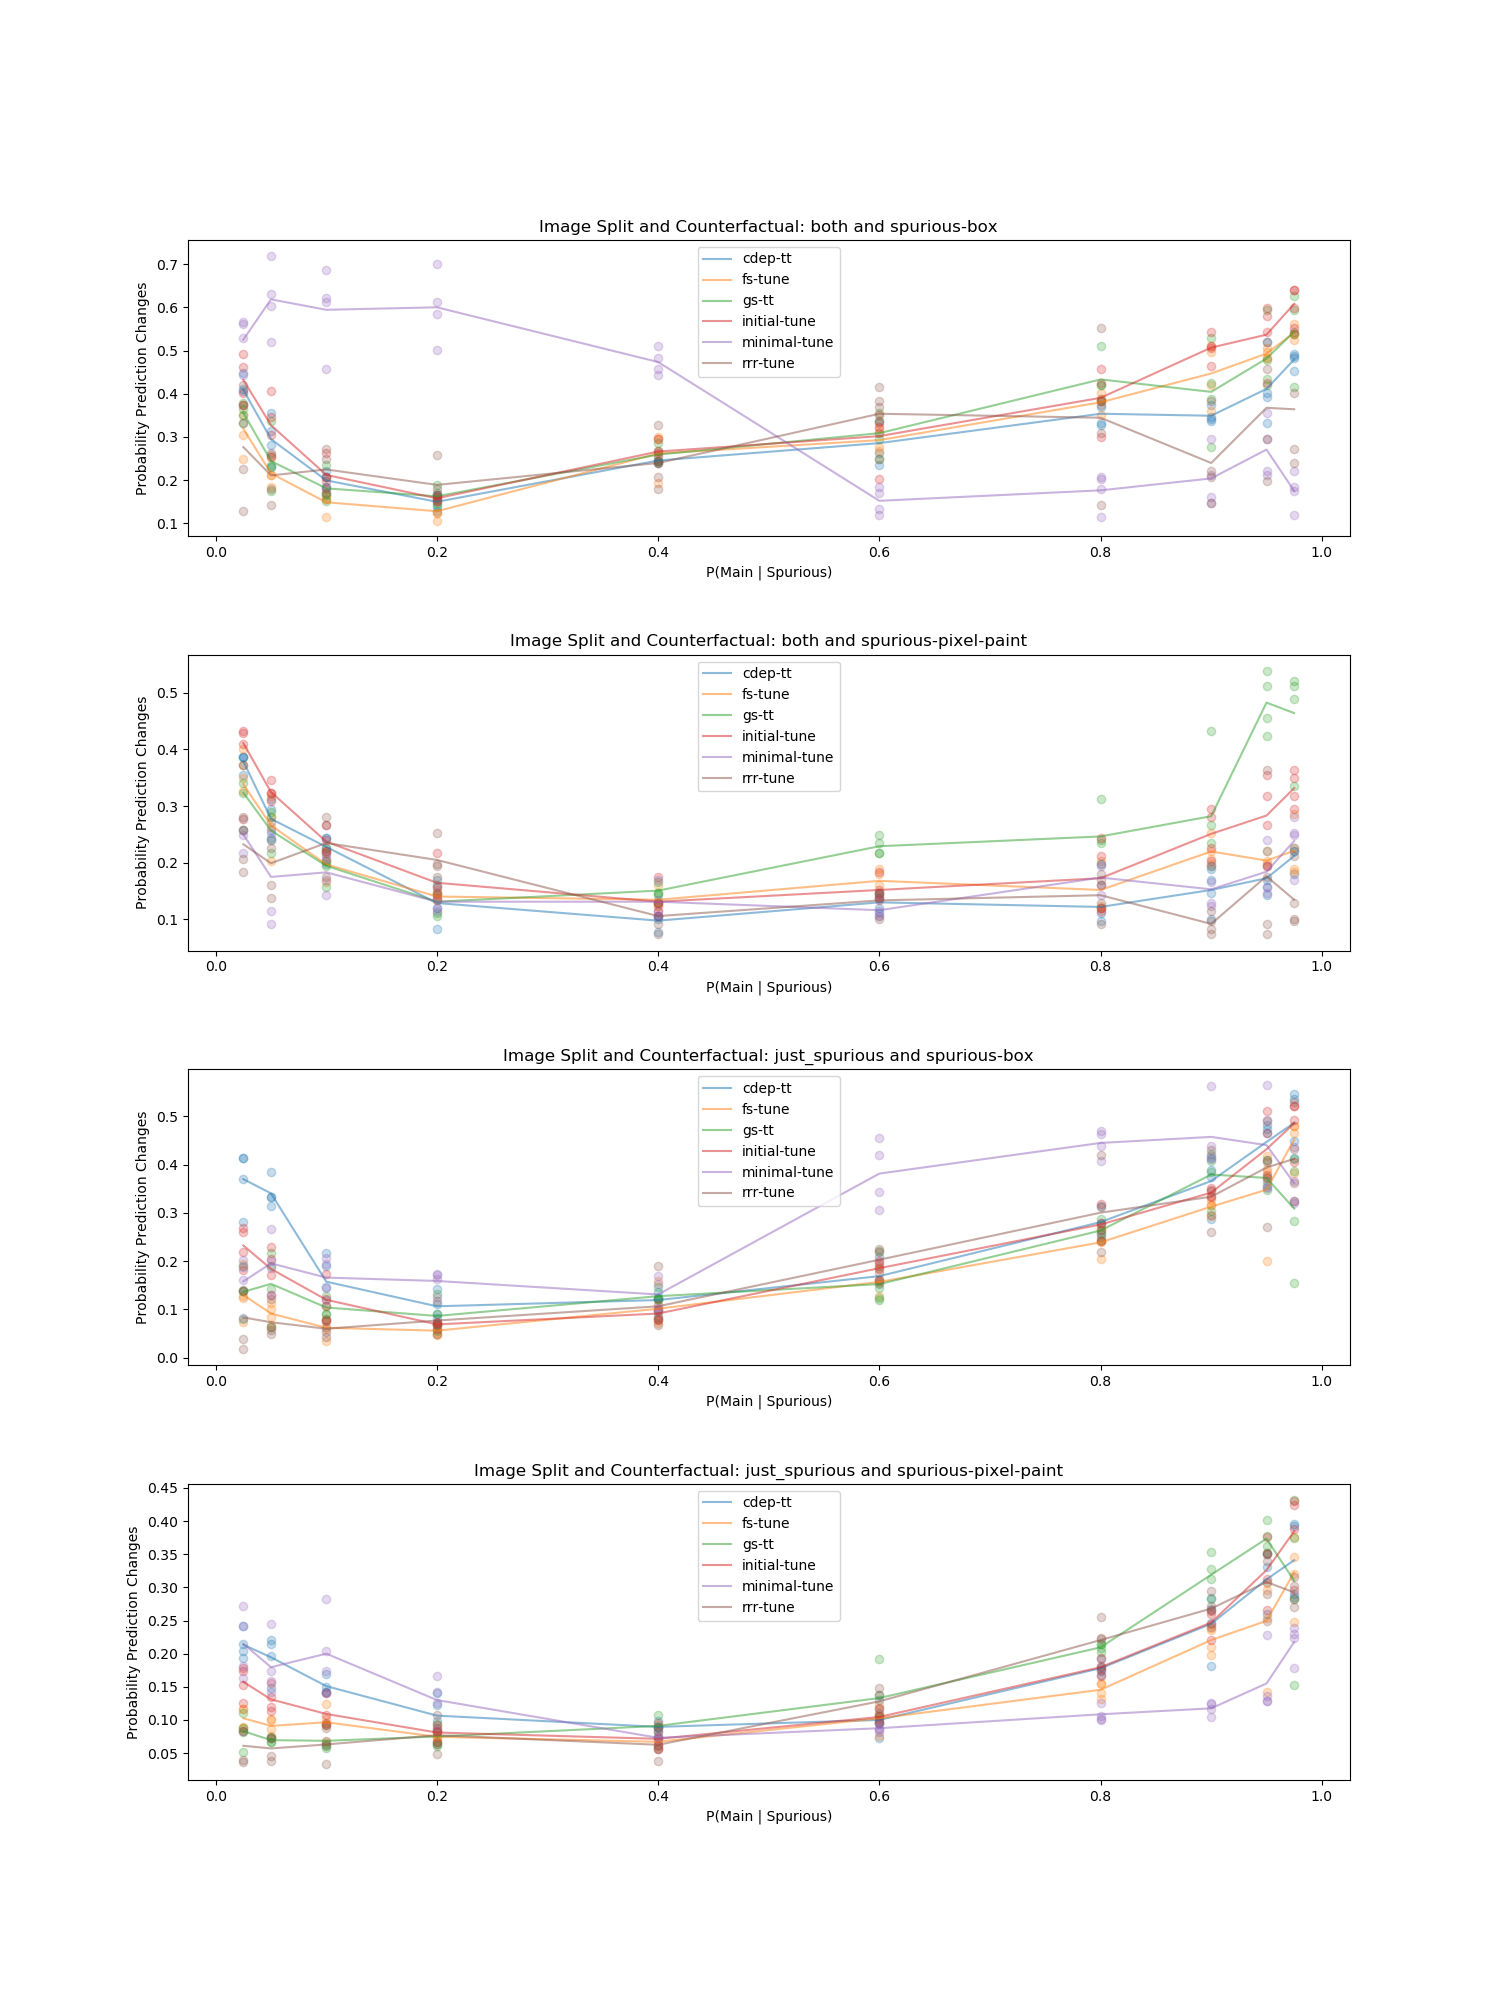 Image Split and Counterfactual: both and spurious-box
Probability Prediction Changes
0.7
0.6
0.5
0.4
0.3
0.2
0.1
cdep-tt
fs-tune
gs-tt
initial-tune
minimal-tune
rrr-tune
0.0 0.2 0.4 0.6 0.8 1.0
P(Main | Spurious)
Image Split and Counterfactual: both and spurious-pixel-paint
Probability Prediction Changes
0.5
0.4
0.3
0.2
0.1
cdep-tt
fs-tune
gs-tt
initial-tune
minimal-tune
rrr-tune
0.0 0.2 0.4 0.6 0.8 1.0
P(Main | Spurious)
Image Split and Counterfactual: just_spurious and spurious-box
Probability Prediction Changes
0.5
0.4
0.3
0.2
0.1
0.0
cdep-tt
fs-tune
gs-tt
initial-tune
minimal-tune
rrr-tune
0.0 0.2 0.4 0.6 0.8 1.0
P(Main | Spurious)
Image Split and Counterfactual: just_spurious and spurious-pixel-paint
Probability Prediction Changes
0.45
0.40
0.35
0.30
0.25
0.20
0.15
0.10
0.05
cdep-tt
fs-tune
gs-tt
initial-tune
minimal-tune
rrr-tune
0.0 0.2 0.4 0.6 0.8 1.0
P(Main | Spurious)